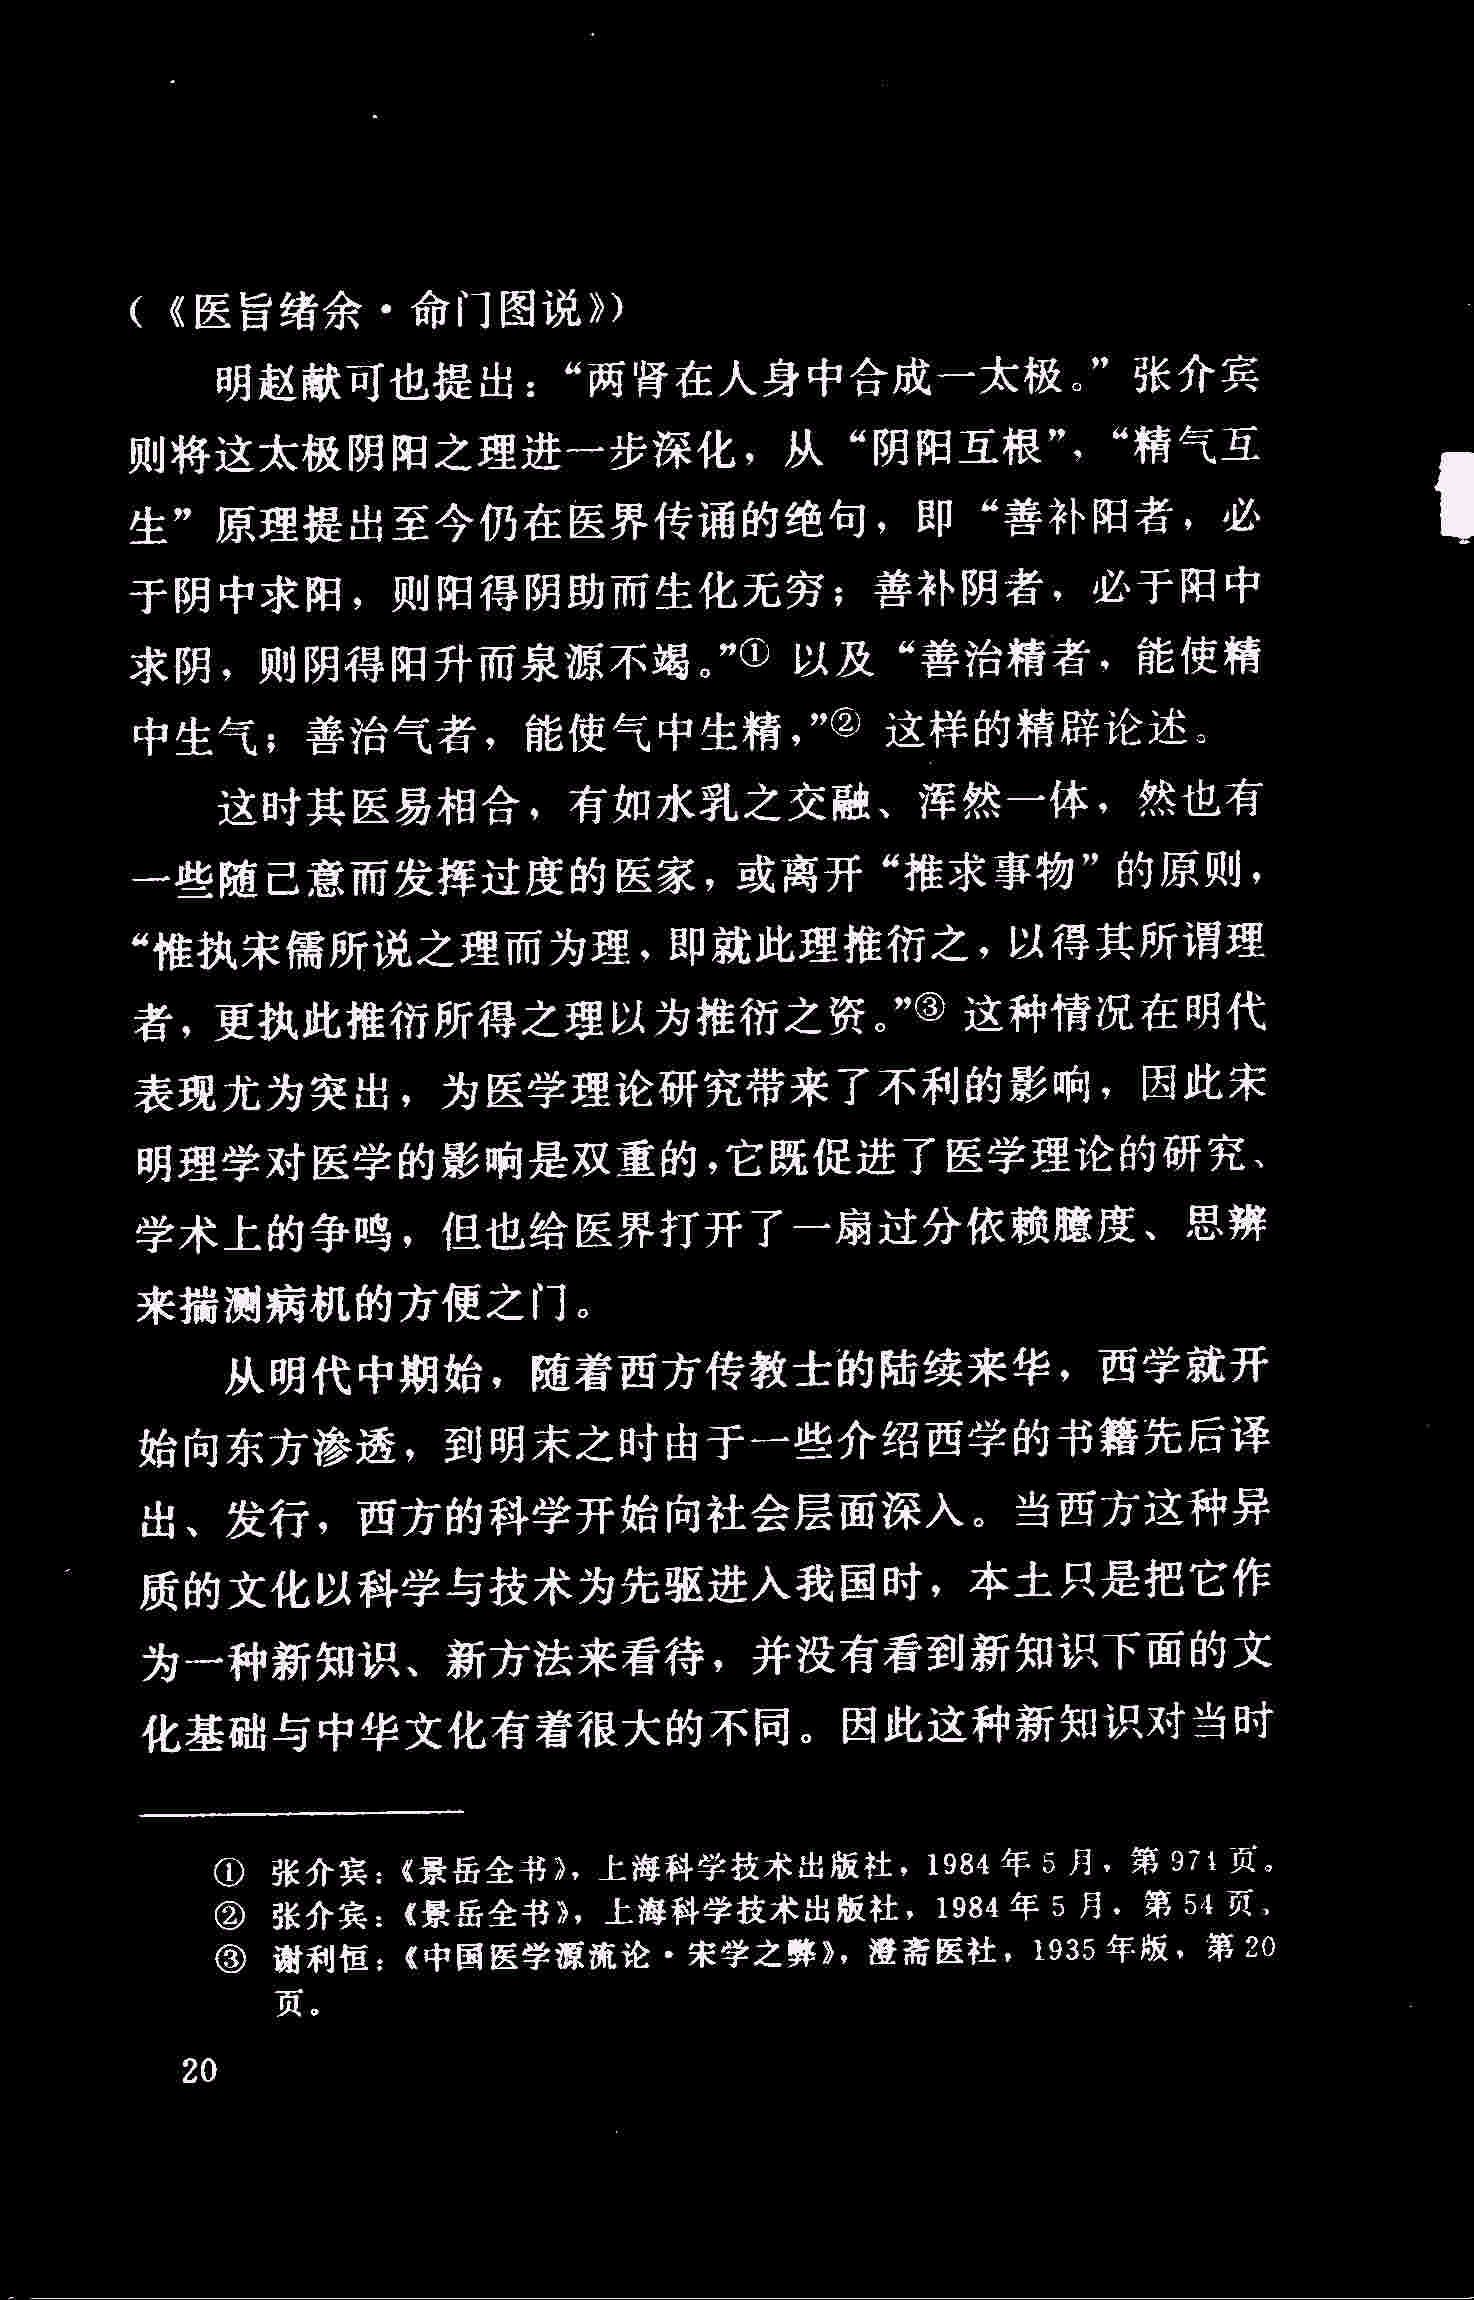 （《医旨绪余·命门图说》）
明赵献可也提出：“两肾在人身中合成一太极。”张介宾
则将这太极阴阳之理进一步深化，从“阴阳互根”，“精气互
生”原理提出至今仍在医界传诵的绝句，即“善补阳者，必
于阴中求阳，则阳得阴助而生化无穷；善补阴者，必于阳中
求阴，则阴得阳升而泉源不竭。”① 以及“善治精者，能使精
中生气；善治气者，能使气中生精，”② 这样的精辟论述。
这时其医易相合，有如水乳之交融、浑然一体，然也有
一些随己意而发挥过度的医家，或离开“推求事物”的原则，
“惟执宋儒所说之理而为理，即就此理推衍之，以得其所谓理
者，更执此推衍所得之理以为推衍之资。”③ 这种情况在明代
表现尤为突出，为医学理论研究带来了不利的影响，因此宋
明理学对医学的影响是双重的，它既促进了医学理论的研究、
学术上的争鸣，但也给医界打开了一扇过分依赖臆度、思辨
来揣测病机的方便之门。
从明代中期始，随着西方传教士的陆续来华，西学就开
始向东方渗透，到明末之时由于一些介绍西学的书籍先后译
出、发行，西方的科学开始向社会层面深入。当西方这种异
质的文化以科学与技术为先驱进入我国时，本土只是把它作
为一种新知识、新方法来看待，并没有看到新知识下面的文
化基础与中华文化有着很大的不同。因此这种新知识对当时
① 张介宾：《景岳全书》，上海科学技术出版社，1984年5月，第974页。
② 张介宾：《景岳全书》，上海科学技术出版社，1984年5月，第54页、
③ 谢利恒：《中国医学源流论·宋学之弊》，澄斋医社，1935年版，第20
页。
20